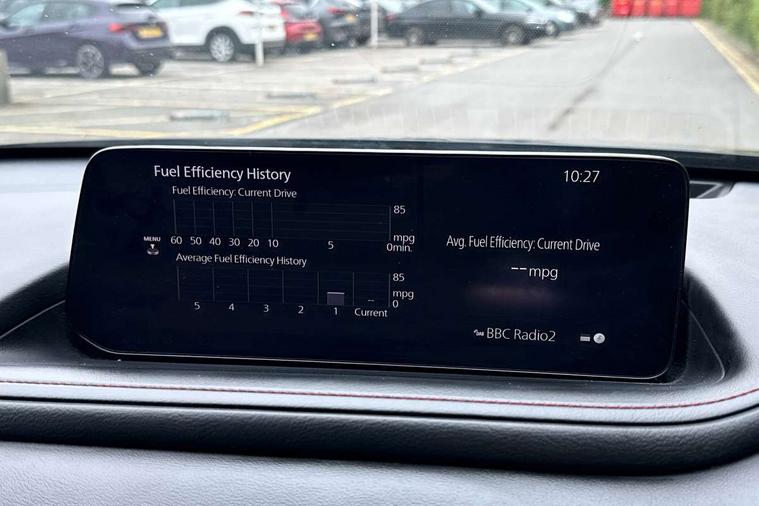 Fuel Efficiency History
10:27
Fuel Efficiency: Current Drive
85
mpg
60 50 40 30 20 10 5 0min.
MENU
Average Fuel Efficiency History
85
mpg
0
5 4 3 2 1 Current
Avg. Fuel Efficiency: Current Drive
--mpg
DAB BBC Radio2